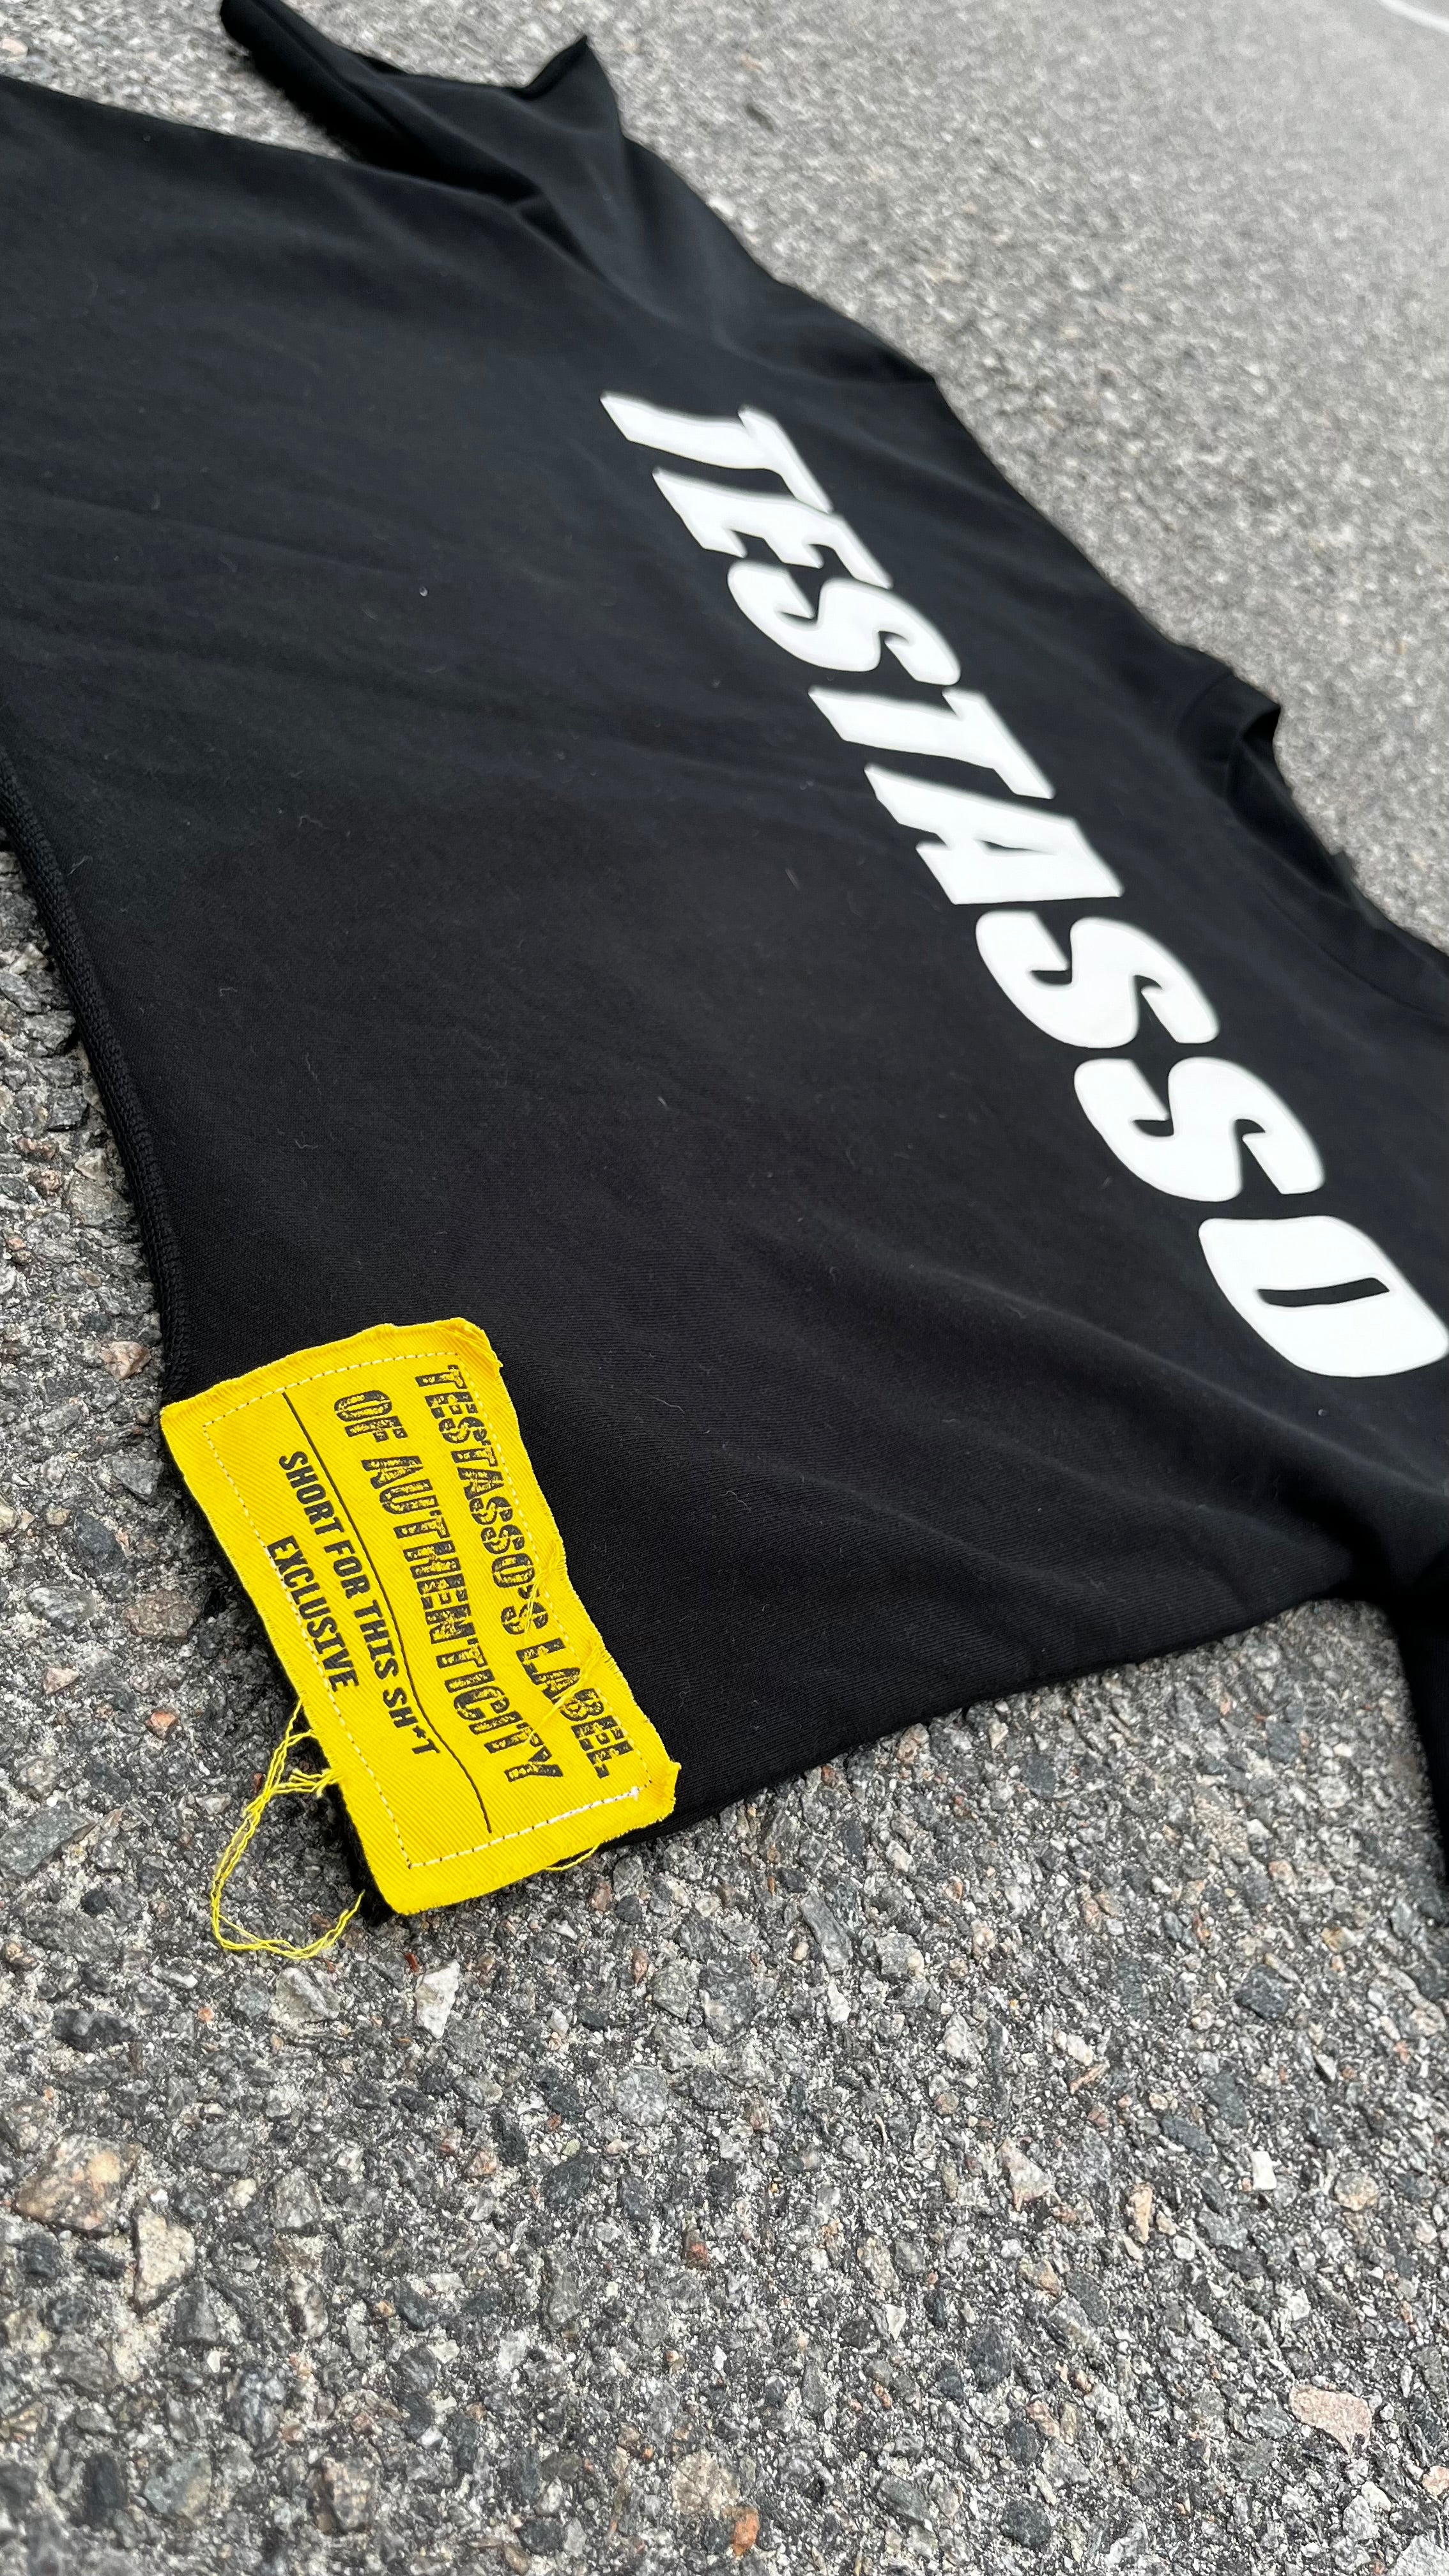 TESTASSO
TESTASSO'S LABEL
OF AUTHENTICITY
SHORT FOR THIS SH*T
EXCLUSIVE